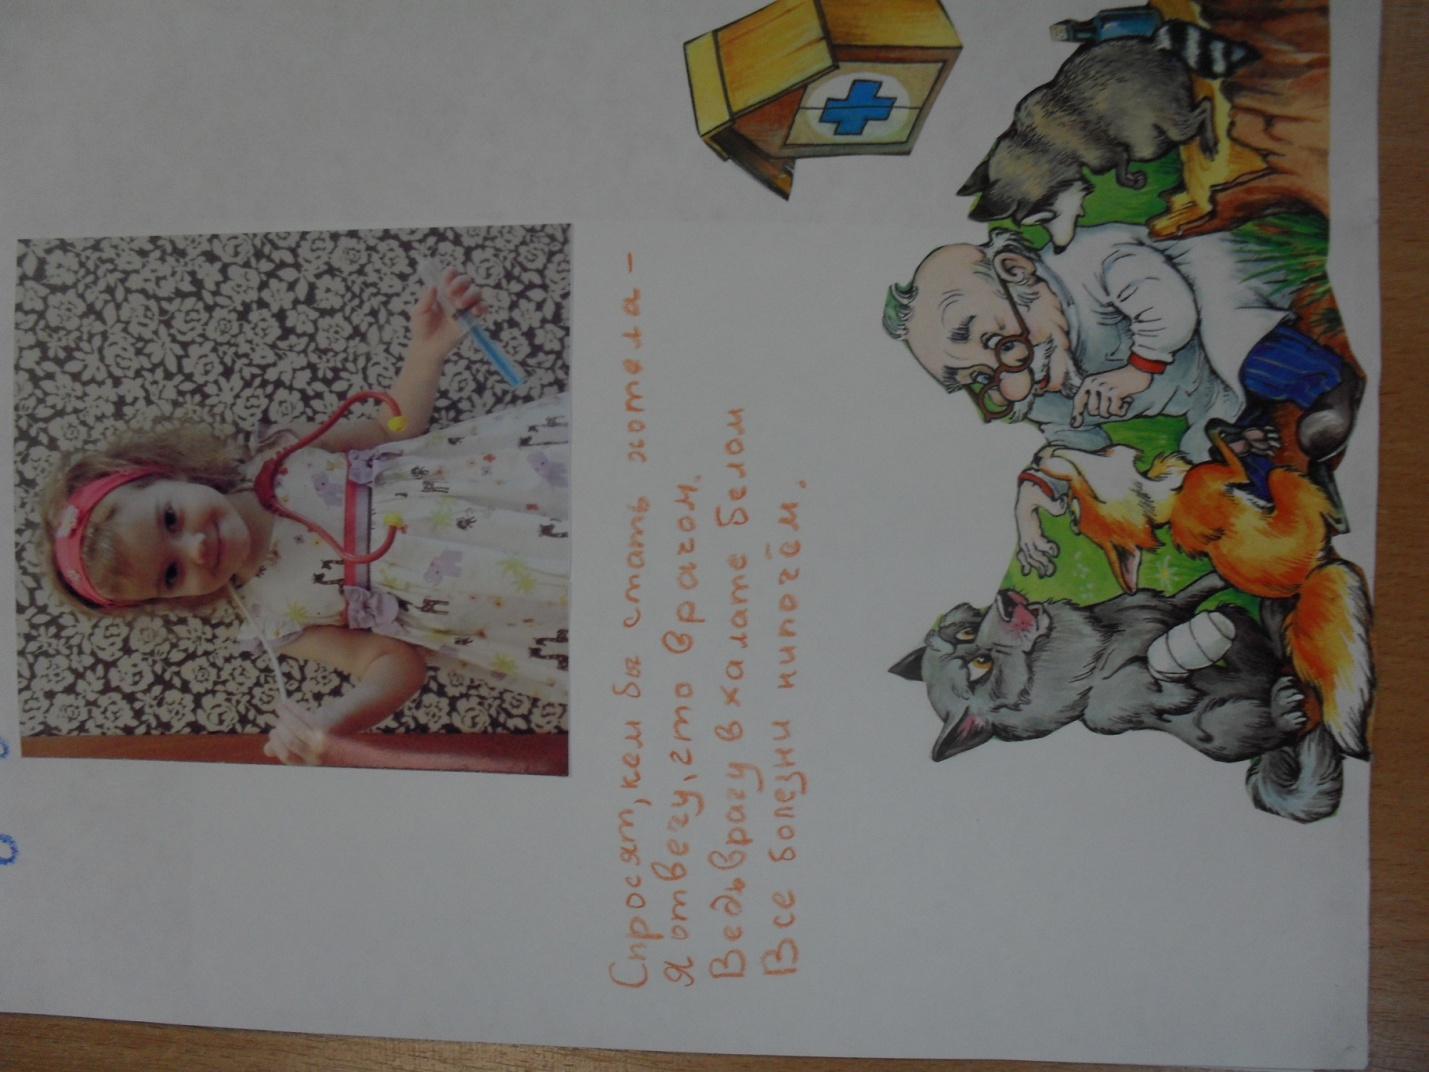 Спросят, кем бы стать хотела -
Я отвечу, что врачом.
Ведь врачу в халате белом
Все болезни нипочём.